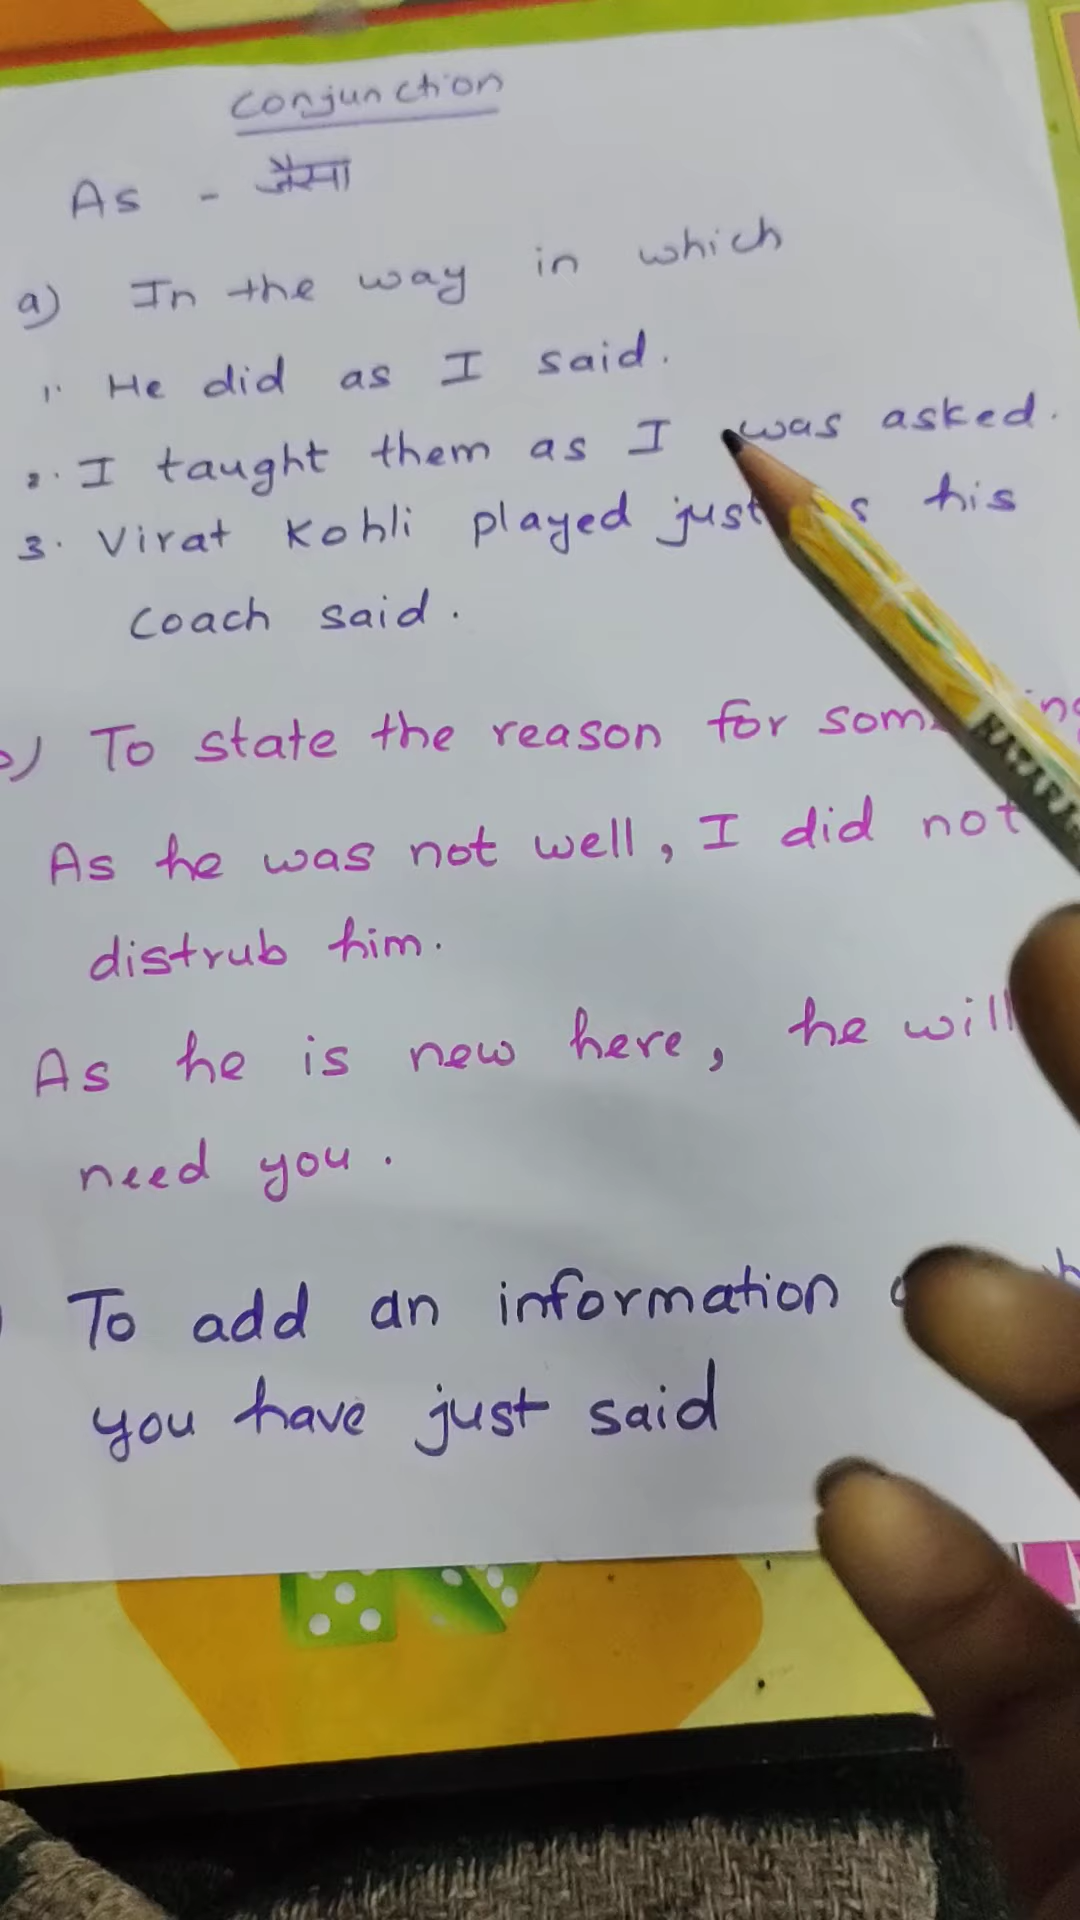 Conjunction
As - जैसा
a) In the way in which
1. He did as I said.
2. I taught them as I was asked.
3. Virat Kohli played just as his
coach said.
b) To state the reason for something
As he was not well, I did not
distrub him.
As he is new here, he will
need you.
To add an information
you have just said